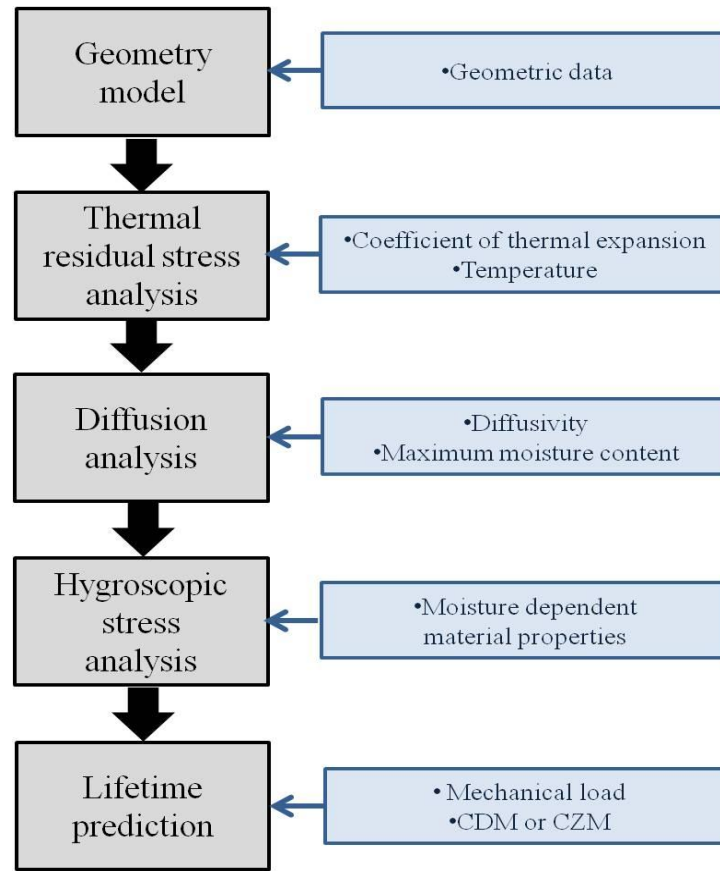 Geometry
model
•Geometric data
Thermal
residual stress
analysis
•Coefficient of thermal expansion
•Temperature
Diffusion
analysis
•Diffusivity
•Maximum moisture content
Hygroscopic
stress
analysis
•Moisture dependent
material properties
Lifetime
prediction
• Mechanical load
•CDM or CZM